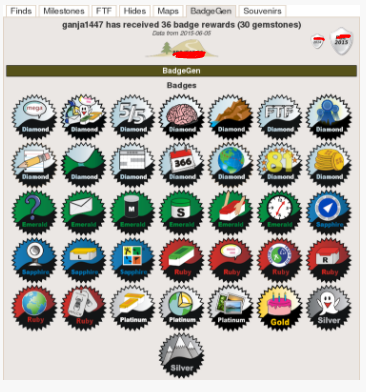 Finds Milestones FTF Hides Maps BadgeGen Souvenirs
ganja1447 has received 36 badge rewards (30 gemstones)
Data from 2015-06-05
2015
BadgeGen
Badges
mega 5/5 FTF
Diamond Diamond Diamond Diamond Diamond Diamond Diamond
366 81
Diamond Diamond Diamond Diamond Diamond Diamond Diamond
? M S
Emerald Emerald Emerald Emerald Emerald Emerald Sapphire
L R
Sapphire Sapphire Sapphire Ruby Ruby Ruby Ruby
Ruby Ruby Platinum Platinum Platinum Gold Silver
Silver